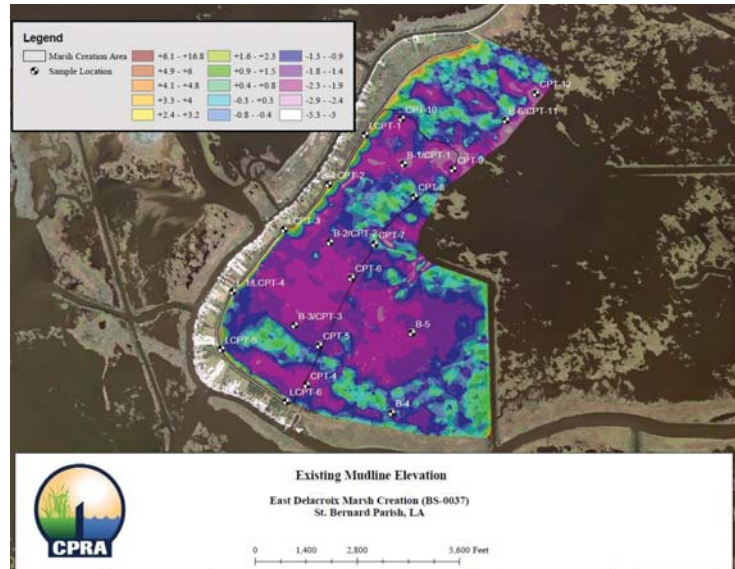 Legend
Marsh Creation Area
Sample Location
+6.1 - +16.8
+4.9 - +6
+4.1 - +4.8
+3.3 - +4
+2.4 - +3.2
+1.6 - +2.3
+0.9 - +1.5
+0.4 - +0.8
-0.3 - +0.3
-0.8 - -0.4
-1.3 - -0.9
-1.8 - -1.4
-2.3 - -1.9
-2.9 - -2.4
-5.3 - -3
CPT-12
CPT-10
B-6/CPT-11
LCPT-1
B-1/CPT-1
CPT-9
LCPT-2
CPT-8
LCPT-3
B-2/CPT-2
CPT-7
CPT-6
L-1/LCPT-4
B-3/CPT-3
B-5
CPT-5
LCPT-5
CPT-4
LCPT-6
B-4
Existing Mudline Elevation
East Delacroix Marsh Creation (BS-0037)
St. Bernard Parish, LA
CPRA
0 1,400 2,800 5,600 Feet